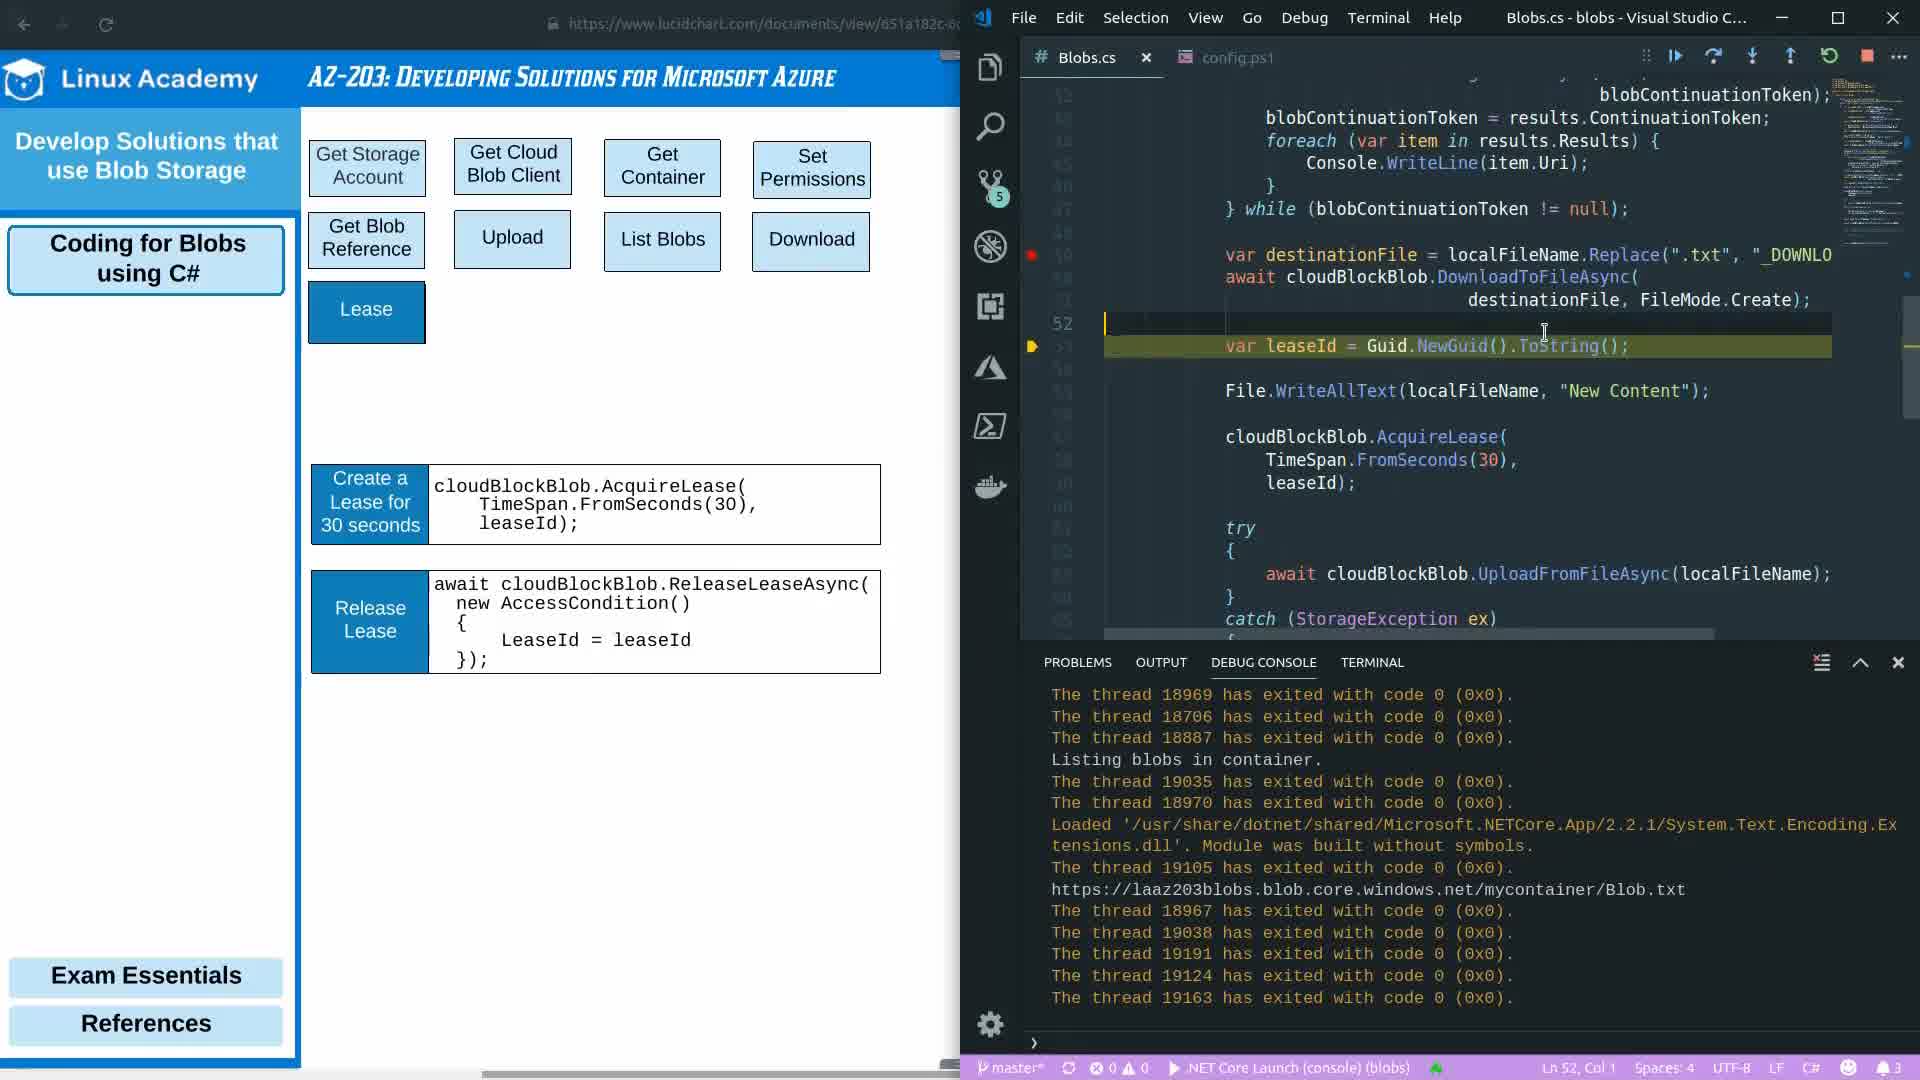 https://www.lucidchart.com/documents/view/651a182c-
File Edit Selection View Go Debug Terminal Help Blobs.cs - blobs - Visual Studio C...
Linux Academy
AZ-203: Developing Solutions for Microsoft Azure
Develop Solutions that
use Blob Storage
Coding for Blobs
using C#
Exam Essentials
References
Get Storage
Account
Get Cloud
Blob Client
Get
Container
Set
Permissions
Get Blob
Reference
Upload
List Blobs
Download
Lease
Create a
Lease for
30 seconds
cloudBlockBlob.AcquireLease(
TimeSpan.FromSeconds(30),
leaseId);
Release
Lease
await cloudBlockBlob.ReleaseLeaseAsync(
new AccessCondition()
{
LeaseId = leaseId
});
# Blobs.cs config.ps1
5
blobContinuationToken);
blobContinuationToken = results.ContinuationToken;
foreach (var item in results.Results) {
Console.WriteLine(item.Uri);
}
} while (blobContinuationToken != null);
var destinationFile = localFileName.Replace(".txt", "_DOWNLO
await cloudBlockBlob.DownloadToFileAsync(
destinationFile, FileMode.Create);
52
var leaseId = Guid.NewGuid().ToString();
File.WriteAllText(localFileName, "New Content");
cloudBlockBlob.AcquireLease(
TimeSpan.FromSeconds(30),
leaseId);
try
{
await cloudBlockBlob.UploadFromFileAsync(localFileName);
}
catch (StorageException ex)
PROBLEMS OUTPUT DEBUG CONSOLE TERMINAL
The thread 18969 has exited with code 0 (0x0).
The thread 18706 has exited with code 0 (0x0).
The thread 18887 has exited with code 0 (0x0).
Listing blobs in container.
The thread 19035 has exited with code 0 (0x0).
The thread 18970 has exited with code 0 (0x0).
Loaded '/usr/share/dotnet/shared/Microsoft.NETCore.App/2.2.1/System.Text.Encoding.Ex
tensions.dll'. Module was built without symbols.
The thread 19105 has exited with code 0 (0x0).
https://laaz203blobs.blob.core.windows.net/mycontainer/Blob.txt
The thread 18967 has exited with code 0 (0x0).
The thread 19038 has exited with code 0 (0x0).
The thread 19191 has exited with code 0 (0x0).
The thread 19124 has exited with code 0 (0x0).
The thread 19163 has exited with code 0 (0x0).
master* 0 0 .NET Core Launch (console) (blobs) Ln 52, Col 1 Spaces: 4 UTF-8 LF C# 3